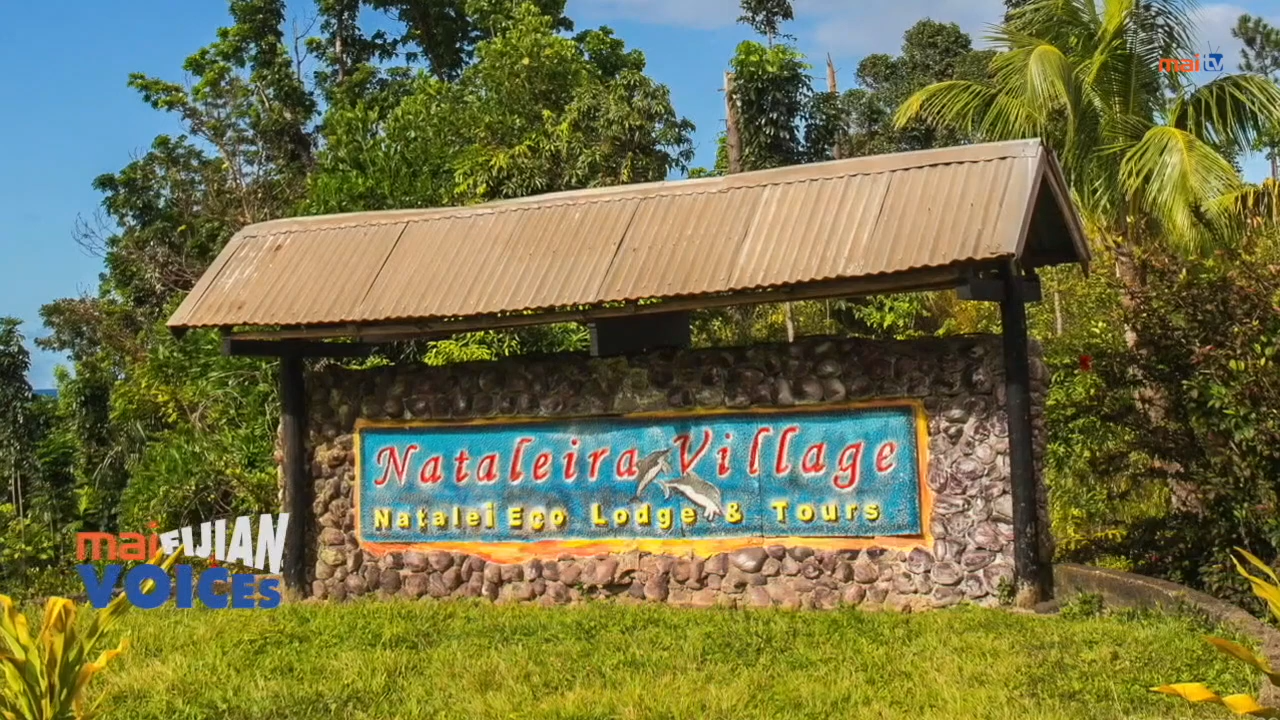 mai tv
Nataleira Village
Natalei Eco Lodge & Tours
mai FIJIAN
VOICES